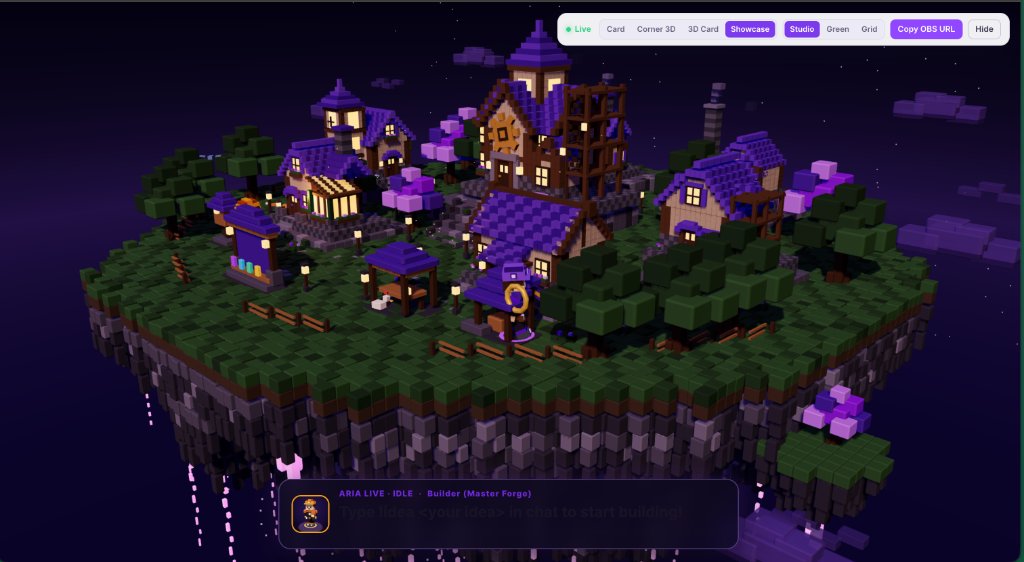 Live Card Corner 3D 3D Card Showcase Studio Green Grid Copy OBS URL Hide
ARIA LIVE · IDLE · Builder (Master Forgo)
Type !idea <your idea> in chat to start building!